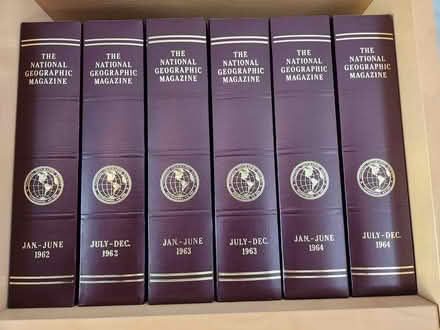 THE
NATIONAL
GEOGRAPHIC
MAGAZINE
JAN.-JUNE
1962
THE
NATIONAL
GEOGRAPHIC
MAGAZINE
JULY-DEC.
1962
THE
NATIONAL
GEOGRAPHIC
MAGAZINE
JAN.-JUNE
1963
THE
NATIONAL
GEOGRAPHIC
MAGAZINE
JULY-DEC.
1963
THE
NATIONAL
GEOGRAPHIC
MAGAZINE
JAN.-JUNE
1964
THE
NATIONAL
GEOGRAPHIC
MAGAZINE
JULY-DEC.
1964